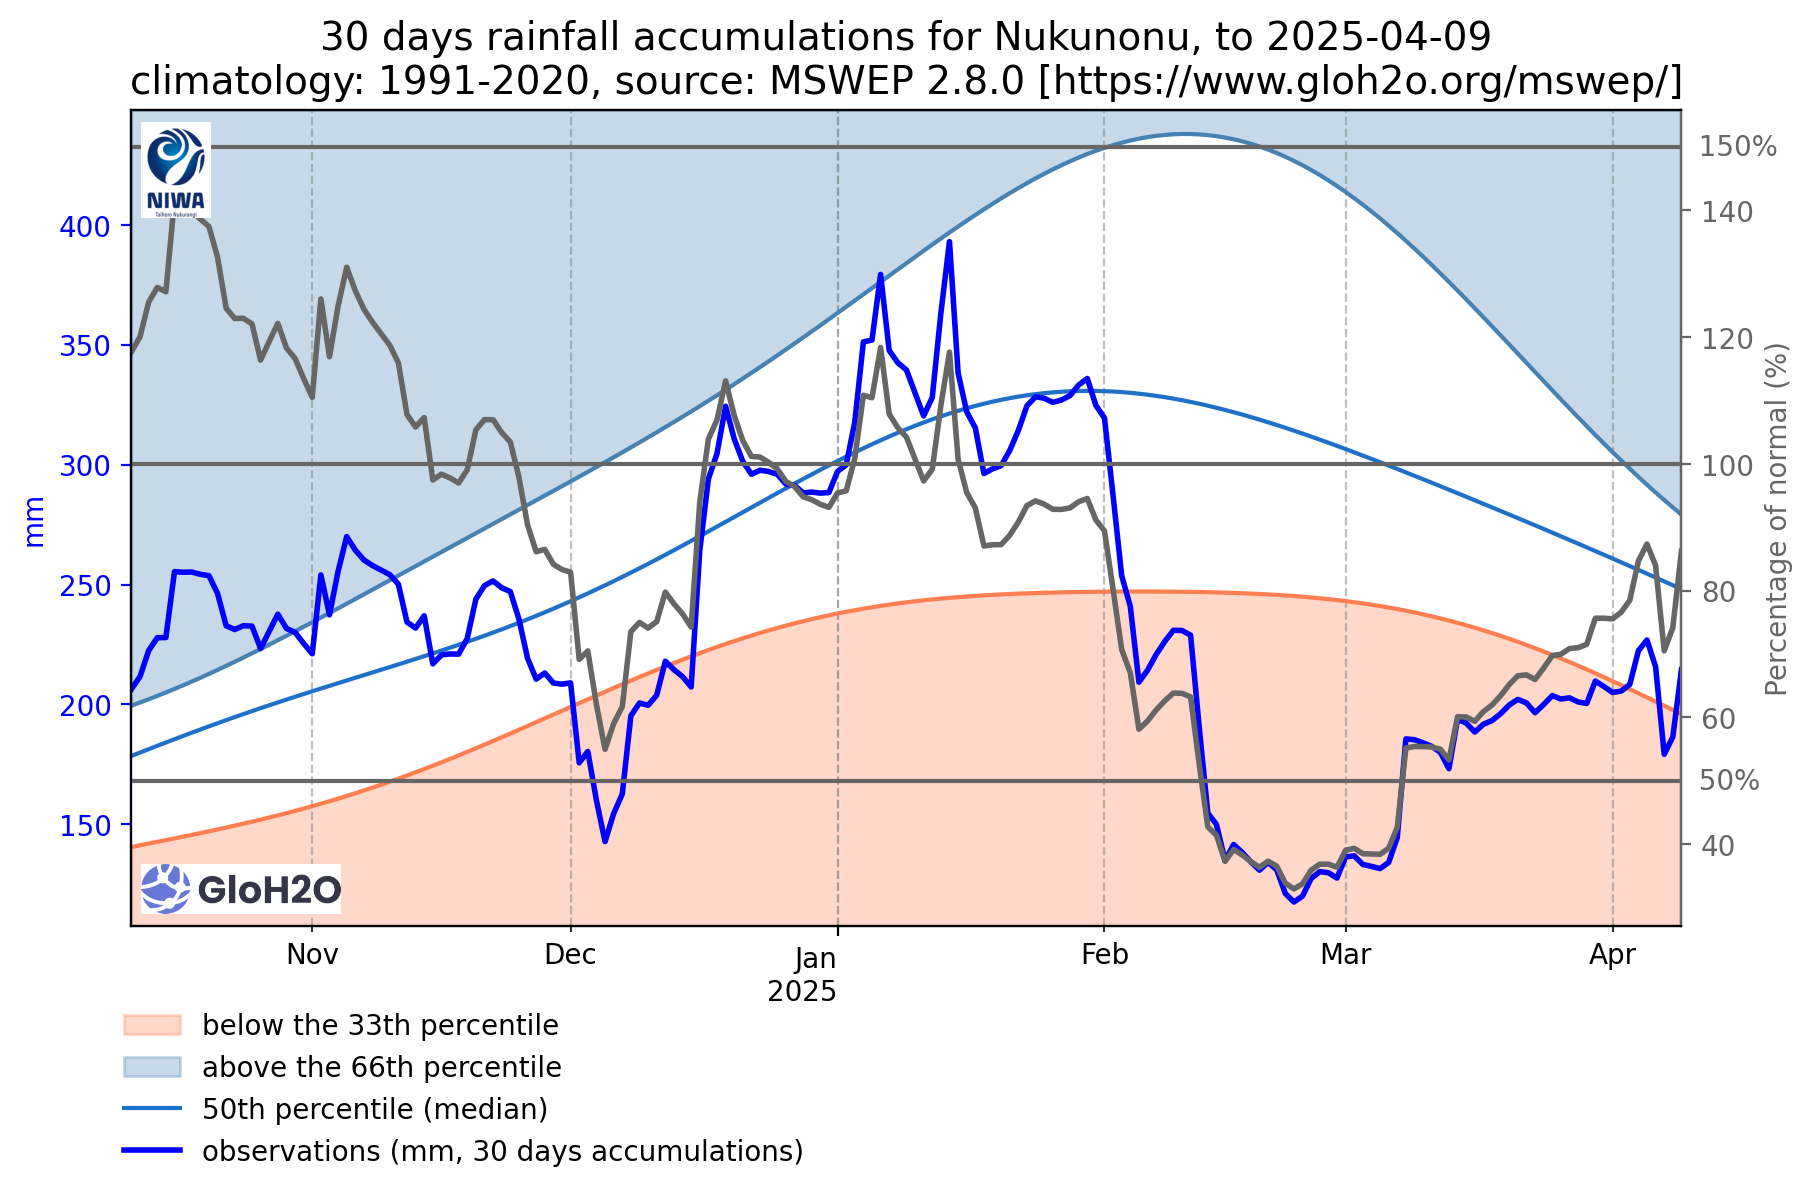 30 days rainfall accumulations for Nukunonu, to 2025-04-09
climatology: 1991-2020, source: MSWEP 2.8.0 [https://www.gloh2o.org/mswep/]
NIWA
Taihoro Nukurangi
150%
140
120
100
80
60
50%
40
Percentage of normal (%)
400
350
300
250
200
150
mm
GloH2O
Nov
Dec
Jan
2025
Feb
Mar
Apr
below the 33th percentile
above the 66th percentile
50th percentile (median)
observations (mm, 30 days accumulations)